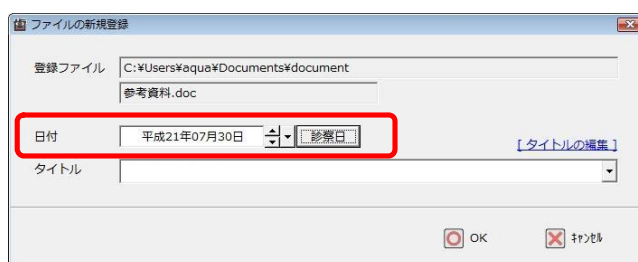 ファイルの新規登録
登録ファイル C:¥Users¥aqua¥Documents¥document
参考資料.doc
日付 平成21年07月30日 診察日
[ タイトルの編集 ]
タイトル
OK ｷｬﾝｾﾙ